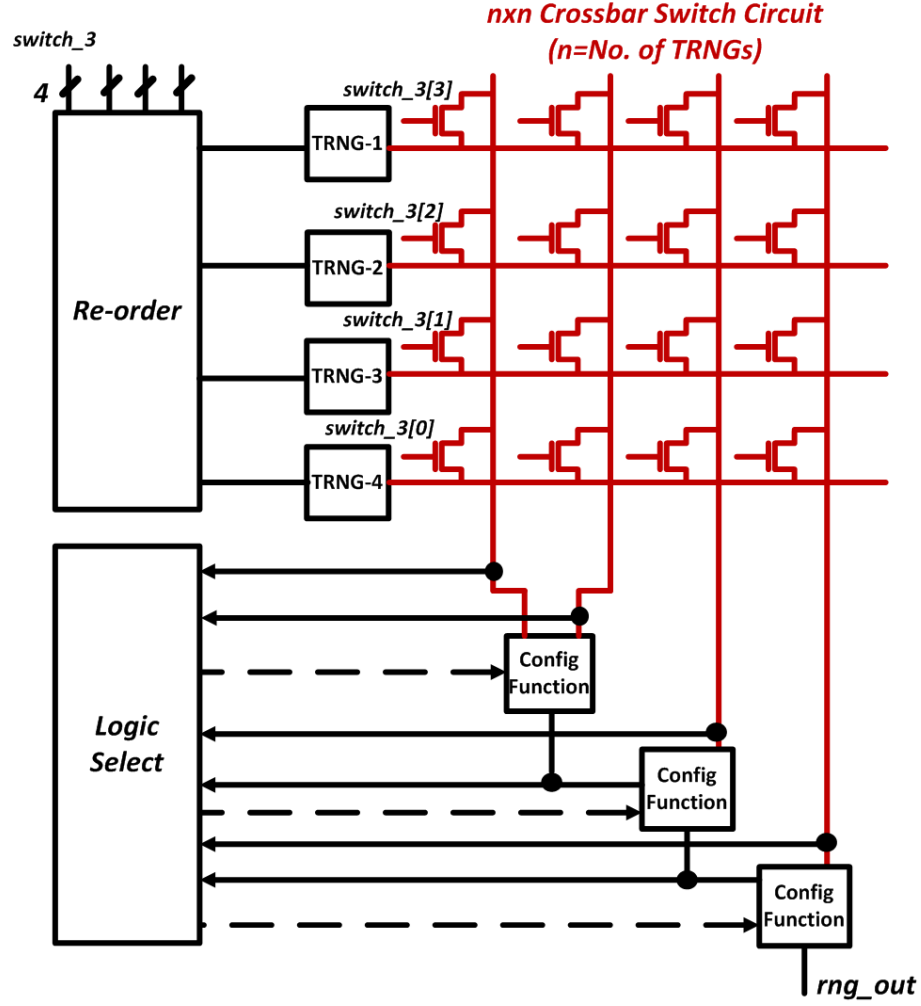 nxn Crossbar Switch Circuit
(n=No. of TRNGs)
switch_3
4
switch_3[3]
TRNG-1
switch_3[2]
TRNG-2
Re-order
switch_3[1]
TRNG-3
switch_3[0]
TRNG-4
Config
Function
Logic
Select
Config
Function
Config
Function
rng_out